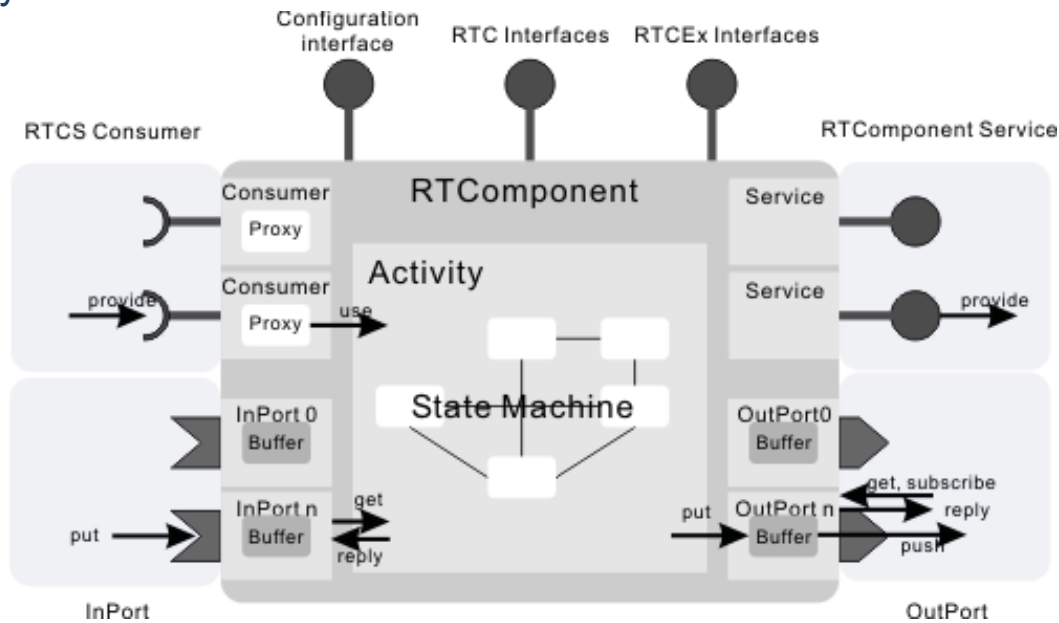 Configuration
interface
RTC Interfaces
RTCEx Interfaces
RTCS Consumer
RTComponent Service
RTComponent
Consumer
Proxy
Service
Activity
Consumer
Proxy
Service
provide
use
provide
State Machine
InPort 0
Buffer
OutPort0
Buffer
InPort n
Buffer
put
get
reply
put
OutPort n
Buffer
get, subscribe
reply
push
InPort
OutPort